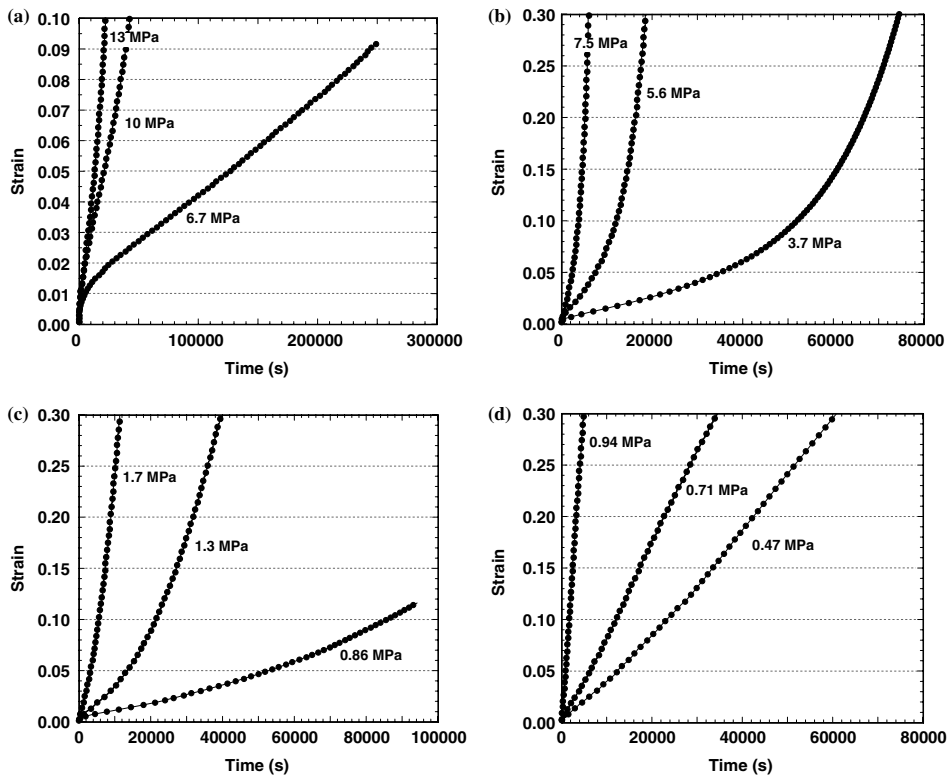 (a)
0.10
0.09
0.08
0.07
0.06
0.05
0.04
0.03
0.02
0.01
0.00
Strain
13 MPa
10 MPa
6.7 MPa
0 100000 200000 300000
Time (s)
(b)
0.30
0.25
0.20
0.15
0.10
0.05
0.00
Strain
7.5 MPa
5.6 MPa
3.7 MPa
0 20000 40000 60000 80000
Time (s)
(c)
0.30
0.25
0.20
0.15
0.10
0.05
0.00
Strain
1.7 MPa
1.3 MPa
0.86 MPa
0 20000 40000 60000 80000 100000
Time (s)
(d)
0.30
0.25
0.20
0.15
0.10
0.05
0.00
Strain
0.94 MPa
0.71 MPa
0.47 MPa
0 20000 40000 60000 80000
Time (s)